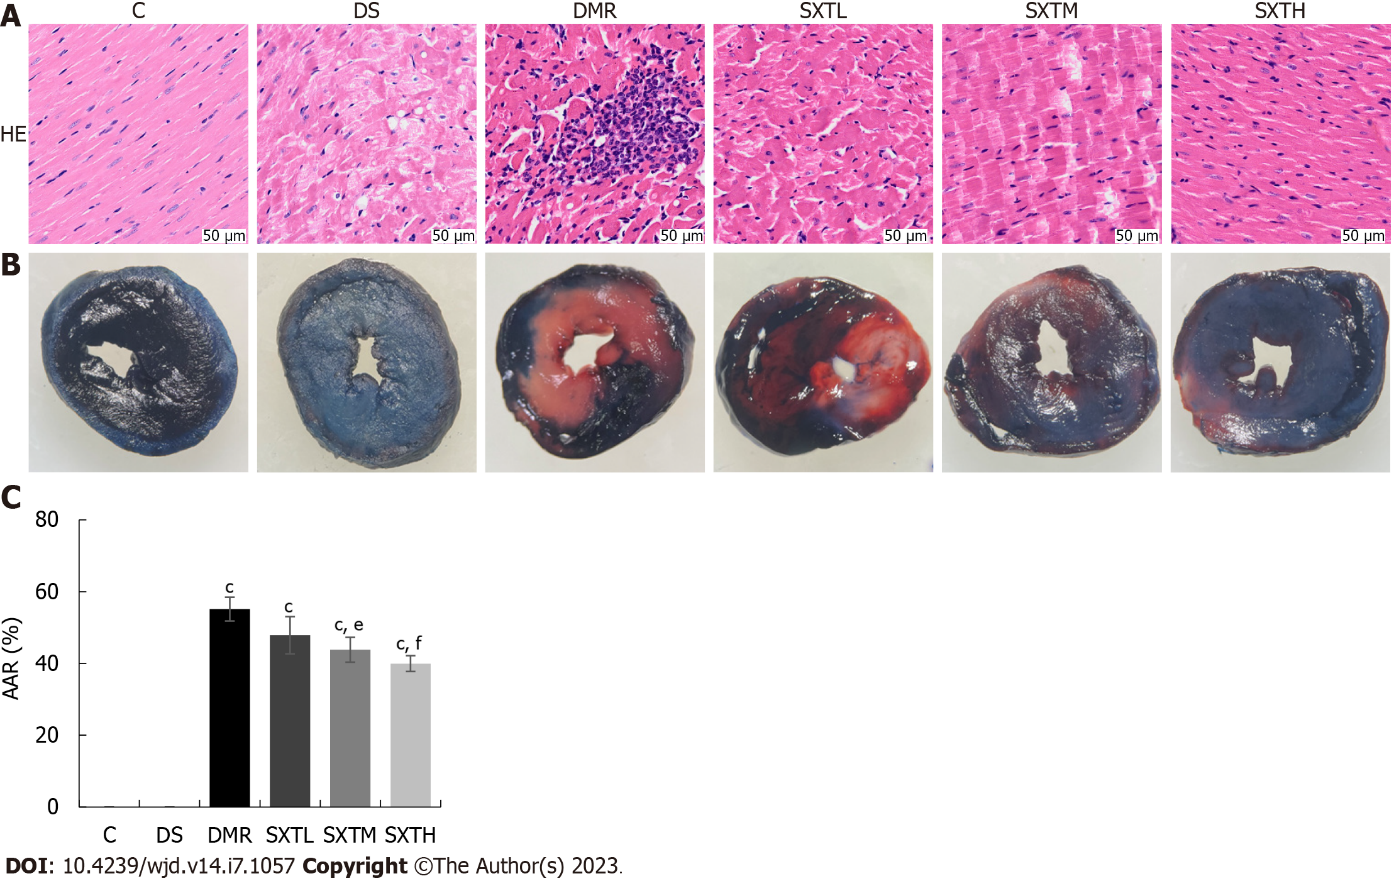 A C DS DMR SXTL SXTM SXTH
HE
50 µm 50 µm 50 µm 50 µm 50 µm 50 µm
B
C
80
60
40
20
0
AAR (%)
c c c, e c, f
C DS DMR SXTL SXTM SXTH
DOI: 10.4239/wjd.v14.i7.1057 Copyright ©The Author(s) 2023.